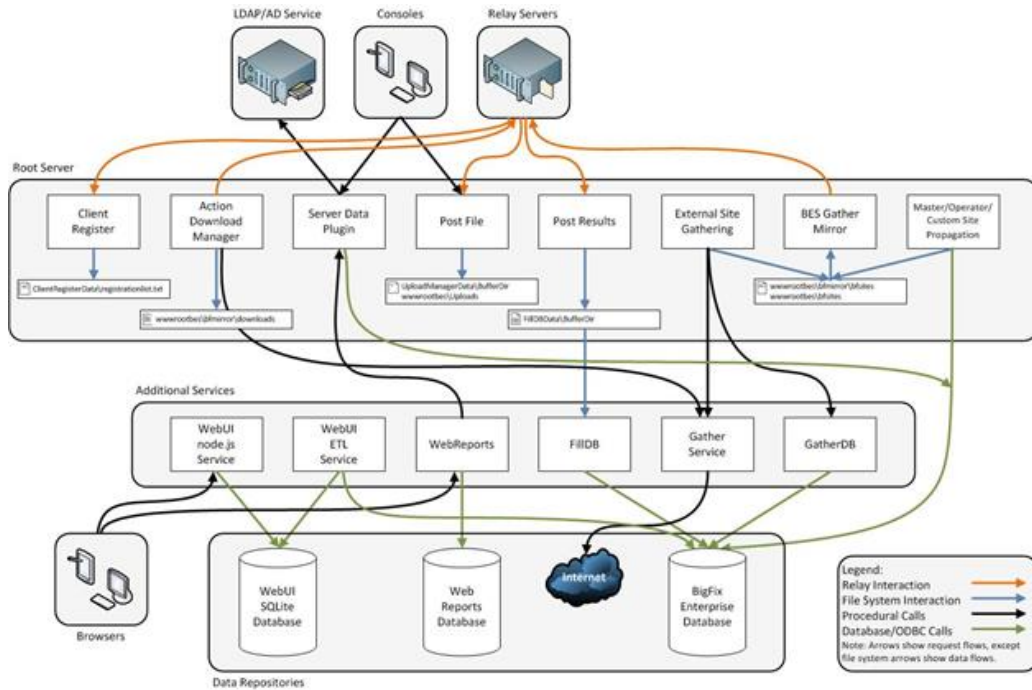 LDAP/AD Service
Consoles
Relay Servers
Root Server
Client
Register
Action
Download
Manager
Server Data
Plugin
Post File
Post Results
External Site
Gathering
BES Gather
Mirror
Master/Operator/
Custom Site
Propagation
ClientRegisterData\registrationlist.txt
wwwrootbes\bfmirror\downloads
UploadManagerData\BufferDir
wwwrootbes\Uploads
FillDBData\BufferDir
wwwrootbes\bfmirror\bfsites
wwwrootbes\bfsites
Additional Services
WebUI
node.js
Service
WebUI
ETL
Service
WebReports
FillDB
Gather
Service
GatherDB
Browsers
WebUI
SQLite
Database
Web
Reports
Database
Internet
BigFix
Enterprise
Database
Data Repositories
Legend:
Relay Interaction
File System Interaction
Procedural Calls
Database/ODBC Calls
Note: Arrows show request flows, except
file system arrows show data flows.